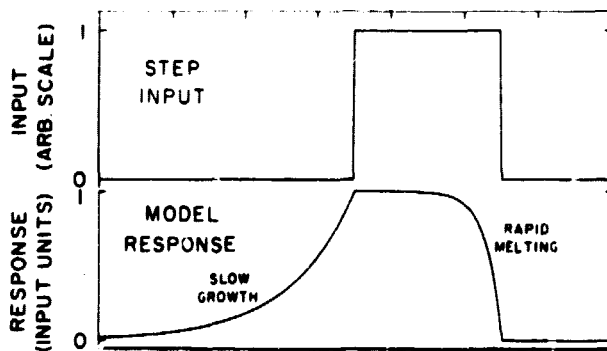 INPUT
(ARB. SCALE)
1
0
STEP
INPUT
RESPONSE
(INPUT UNITS)
1
0
MODEL
RESPONSE
SLOW
GROWTH
RAPID
MELTING